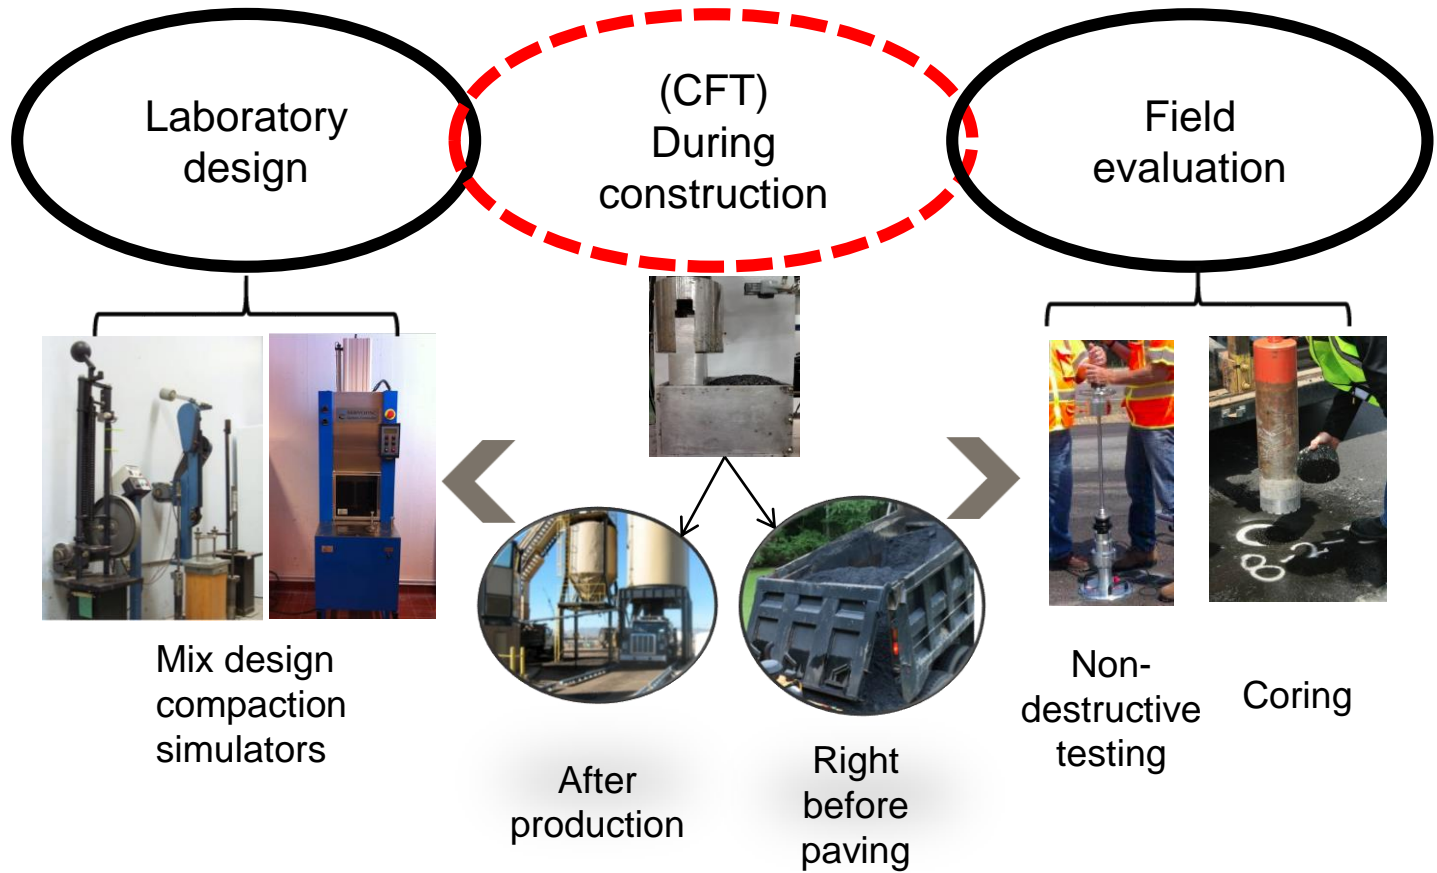 Laboratory
design
(CFT)
During
construction
Field
evaluation
Mix design
compaction
simulators
After
production
Right
before
paving
Non-
destructive
testing
Coring